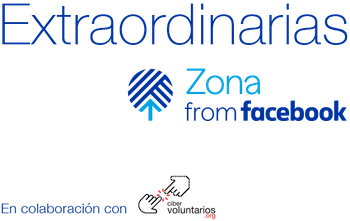 Extraordinarias
Zona
from facebook
En colaboración con
ciber
voluntarios
.org